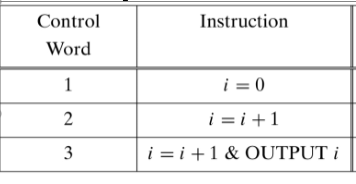 Control Word Instruction
1 i = 0
2 i = i + 1
3 i = i + 1 & OUTPUT i